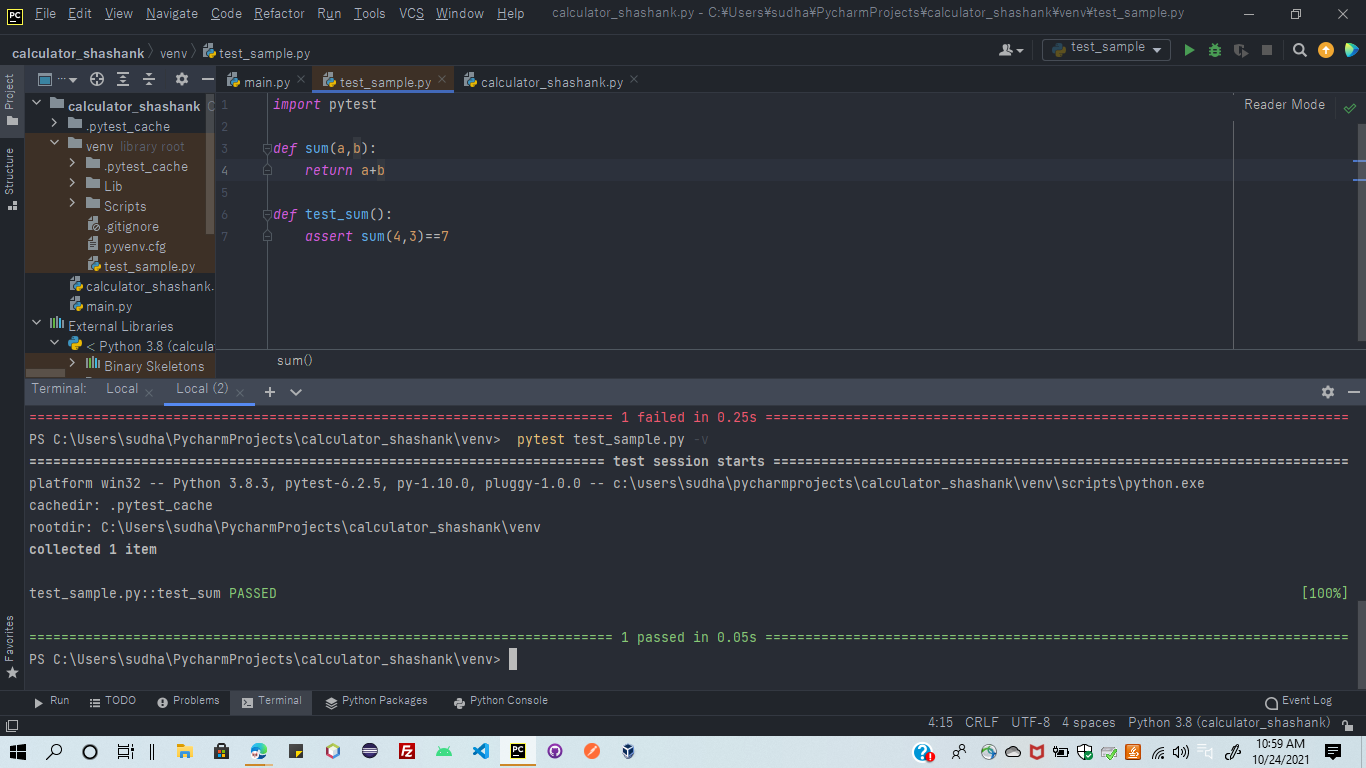 PC File Edit View Navigate Code Refactor Run Tools VCS Window Help calculator_shashank.py - C:¥Users¥sudha¥PycharmProjects¥calculator_shashank¥venv¥test_sample.py
calculator_shashank venv test_sample.py test_sample
Project
main.py test_sample.py calculator_shashank.py
calculator_shashank
.pytest_cache
venv library root
.pytest_cache
Lib
Scripts
.gitignore
pyvenv.cfg
test_sample.py
calculator_shashank.
main.py
External Libraries
< Python 3.8 (calcula
Binary Skeletons
Structure
Favorites
Reader Mode
1 import pytest
2
3 def sum(a,b):
4 return a+b
5
6 def test_sum():
7 assert sum(4,3)==7
sum()
Terminal: Local Local (2)
========================================================================= 1 failed in 0.25s =========================================================================
PS C:\Users\sudha\PycharmProjects\calculator_shashank\venv> pytest test_sample.py -v
======================================================================== test session starts ========================================================================
platform win32 -- Python 3.8.3, pytest-6.2.5, py-1.10.0, pluggy-1.0.0 -- c:\users\sudha\pycharmprojects\calculator_shashank\venv\scripts\python.exe
cachedir: .pytest_cache
rootdir: C:\Users\sudha\PycharmProjects\calculator_shashank\venv
collected 1 item
test_sample.py::test_sum PASSED [100%]
========================================================================= 1 passed in 0.05s =========================================================================
PS C:\Users\sudha\PycharmProjects\calculator_shashank\venv>
Run TODO Problems Terminal Python Packages Python Console Event Log
4:15 CRLF UTF-8 4 spaces Python 3.8 (calculator_shashank)
10:59 AM
10/24/2021